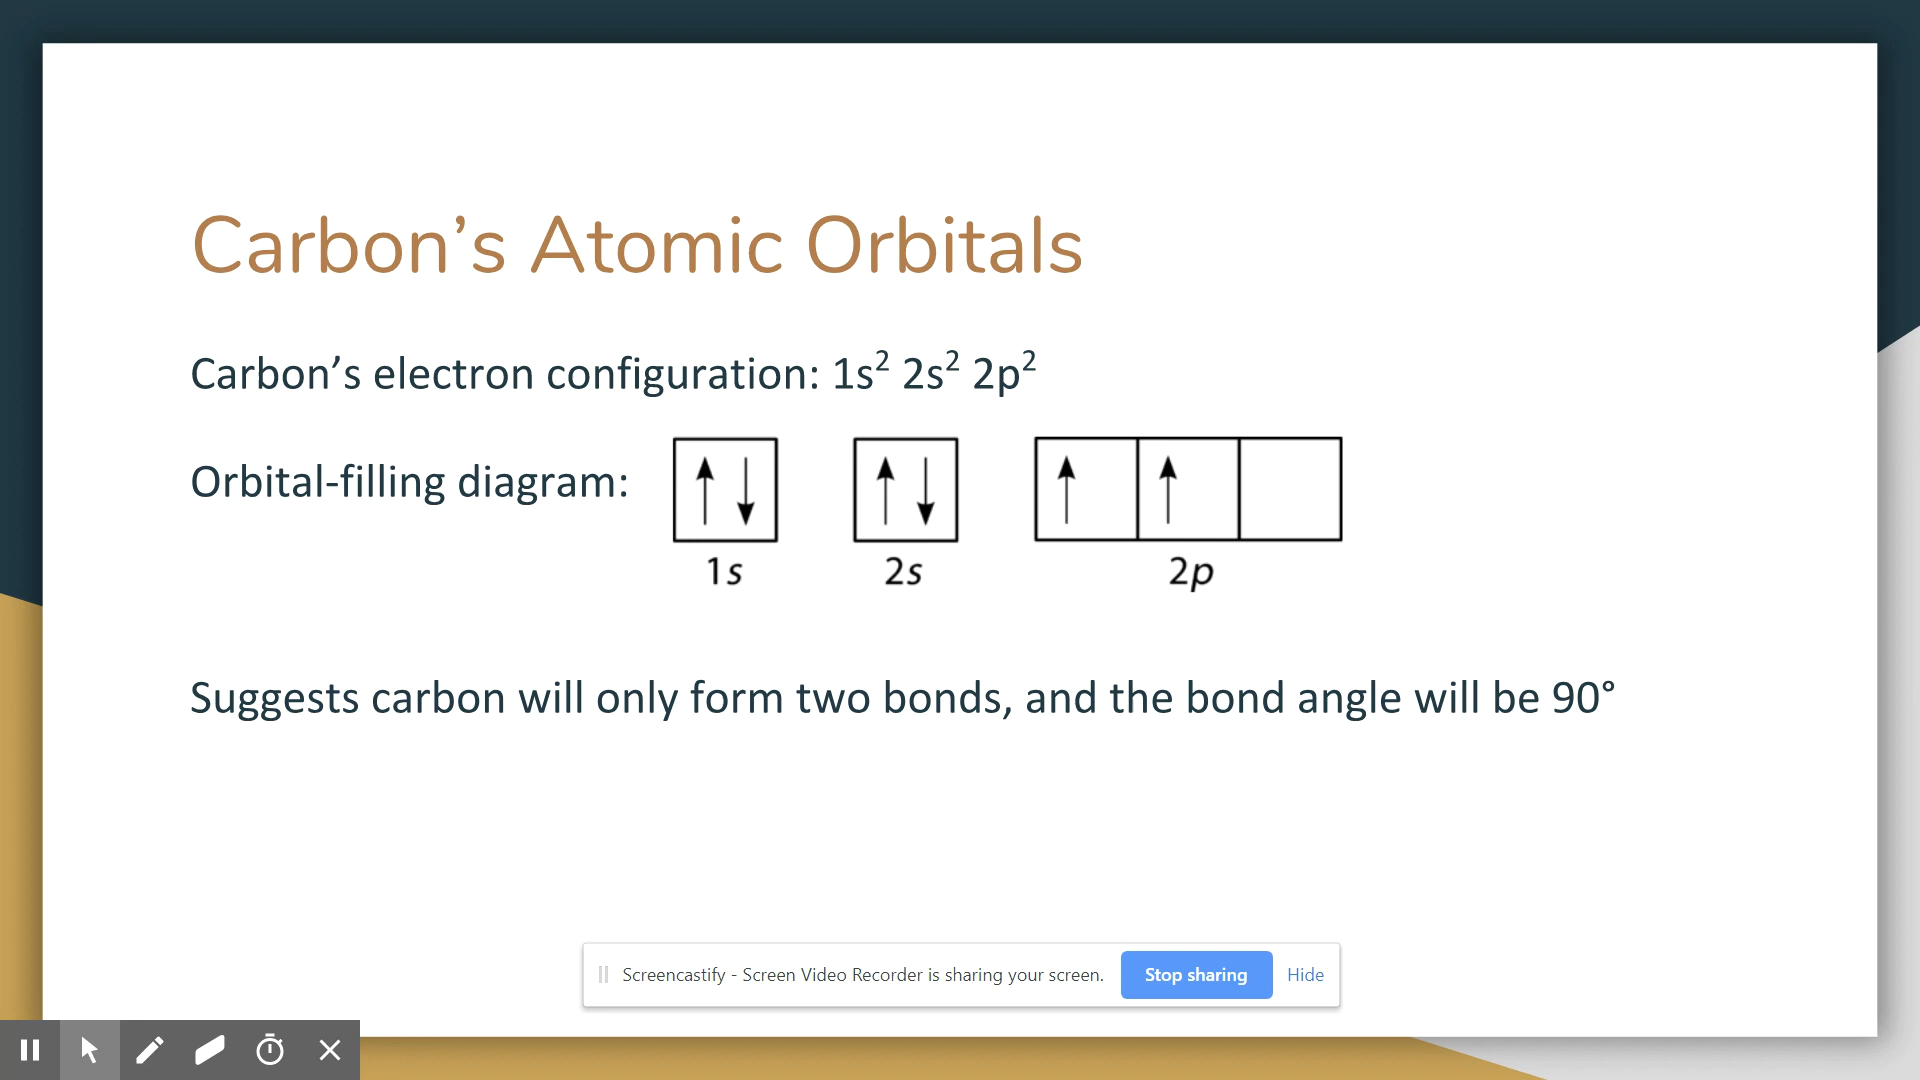 Carbon’s Atomic Orbitals
Carbon’s electron configuration: 1s² 2s² 2p²
Orbital-filling diagram:
1s 2s 2p
Suggests carbon will only form two bonds, and the bond angle will be 90°
Screencastify - Screen Video Recorder is sharing your screen. Stop sharing Hide